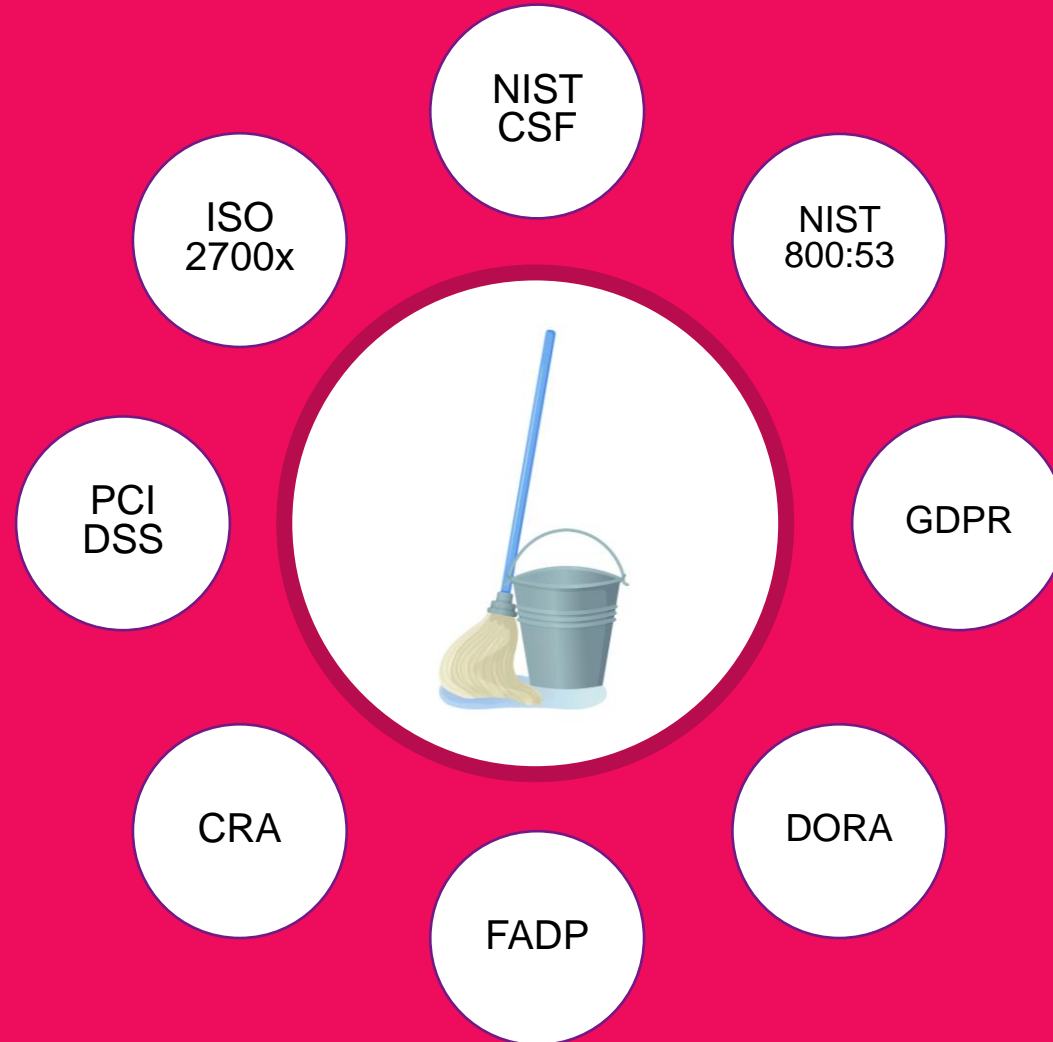 NIST
CSF
ISO
2700x
NIST
800:53
PCI
DSS
GDPR
CRA
DORA
FADP